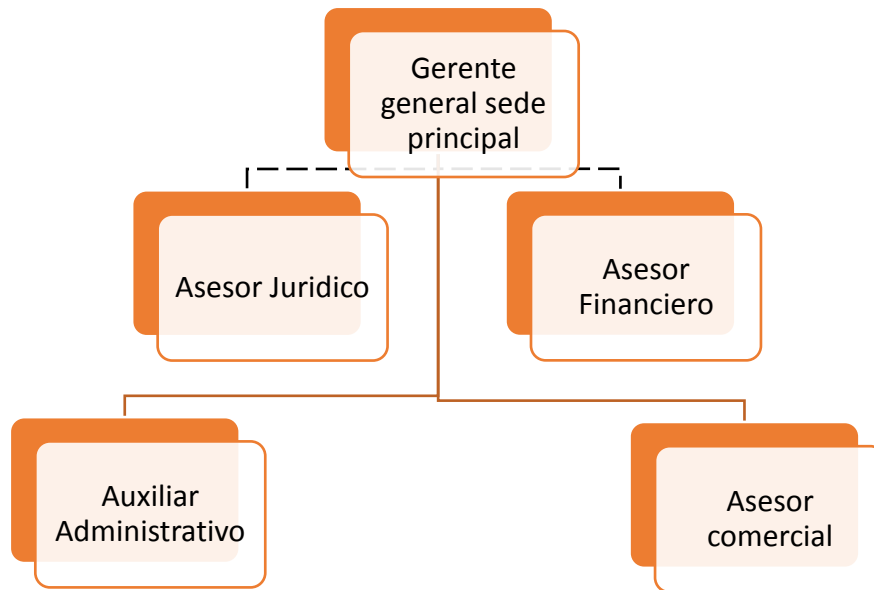 Gerente
general sede
principal
Asesor Juridico
Asesor
Financiero
Auxiliar
Administrativo
Asesor
comercial